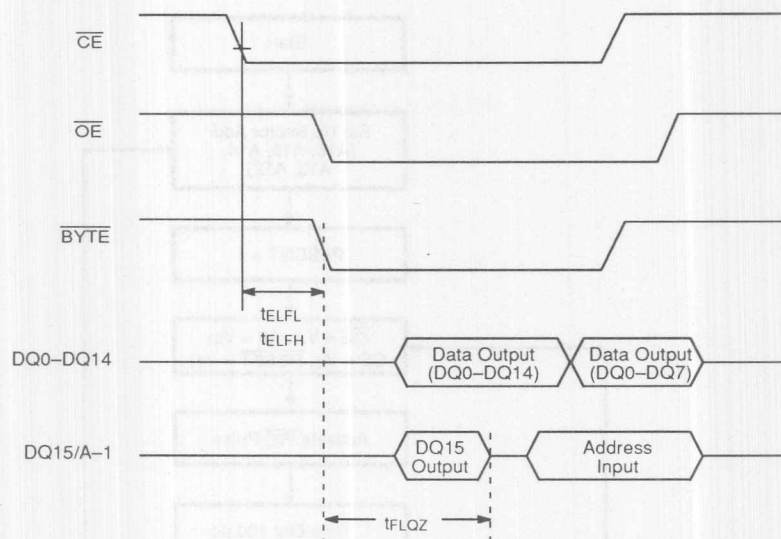 CE
OE
BYTE
tELFL
tELFH
DQ0–DQ14
Data Output
(DQ0–DQ14)
Data Output
(DQ0–DQ7)
DQ15/A–1
DQ15
Output
Address
Input
tFLQZ